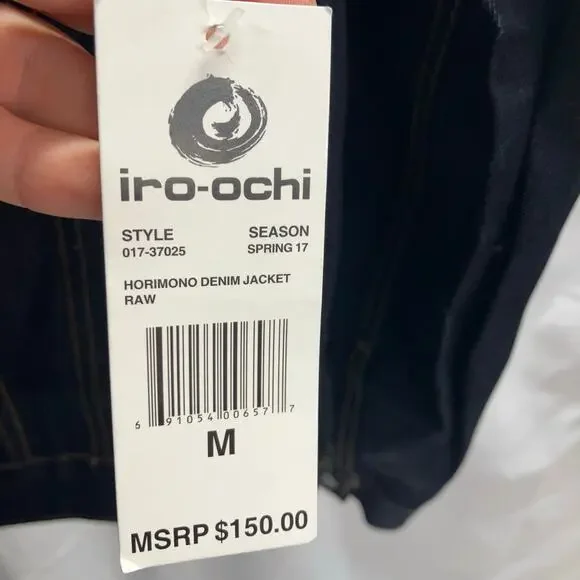 iro-ochi
STYLE SEASON
017-37025 SPRING 17
HORIMONO DENIM JACKET
RAW
6 91054 00657 7
M
MSRP $150.00